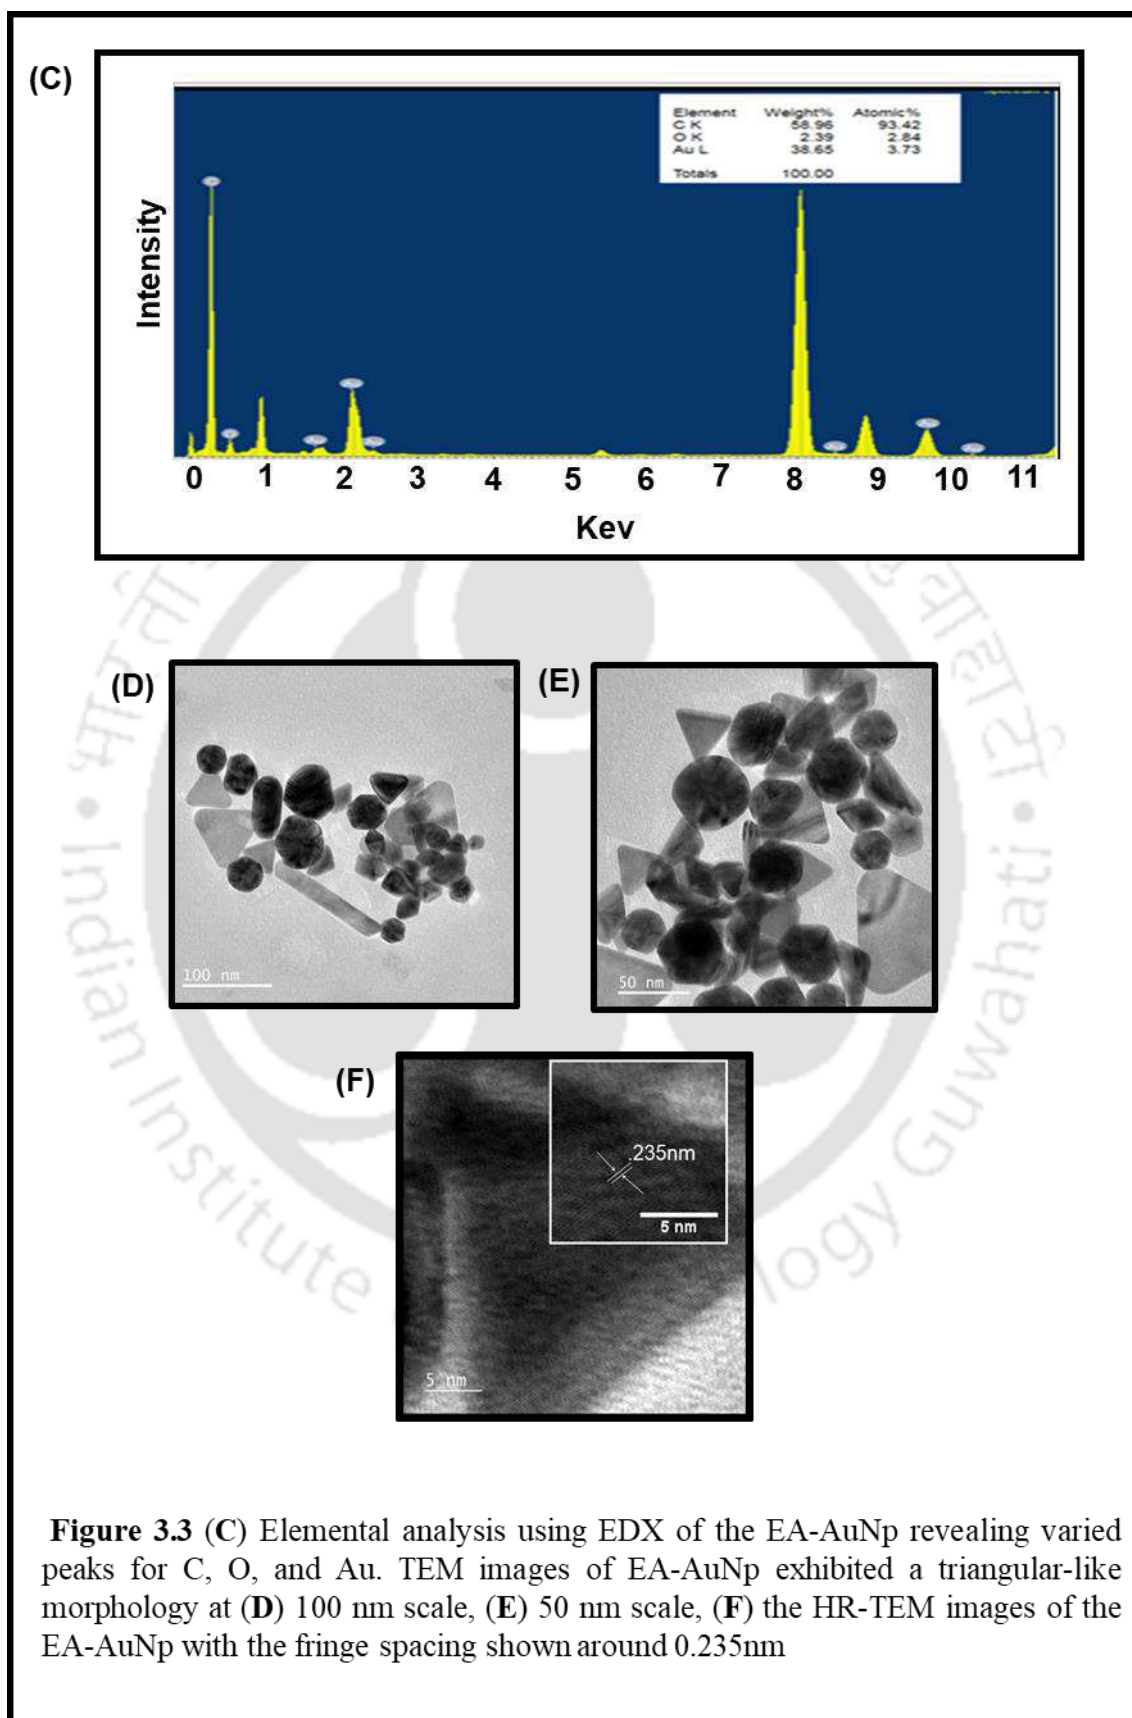 (C)
Element Weight% Atomic%
C K 58.96 93.42
O K 2.39 2.84
Au L 38.65 3.73
Totals 100.00
Intensity
0 1 2 3 4 5 6 7 8 9 10 11
Kev
(D)
(E)
100 nm
50 nm
(F)
.235nm
5 nm
5 nm
Indian Institute
ology Guwahati
Figure 3.3 (C) Elemental analysis using EDX of the EA-AuNp revealing varied
peaks for C, O, and Au. TEM images of EA-AuNp exhibited a triangular-like
morphology at (D) 100 nm scale, (E) 50 nm scale, (F) the HR-TEM images of the
EA-AuNp with the fringe spacing shown around 0.235nm